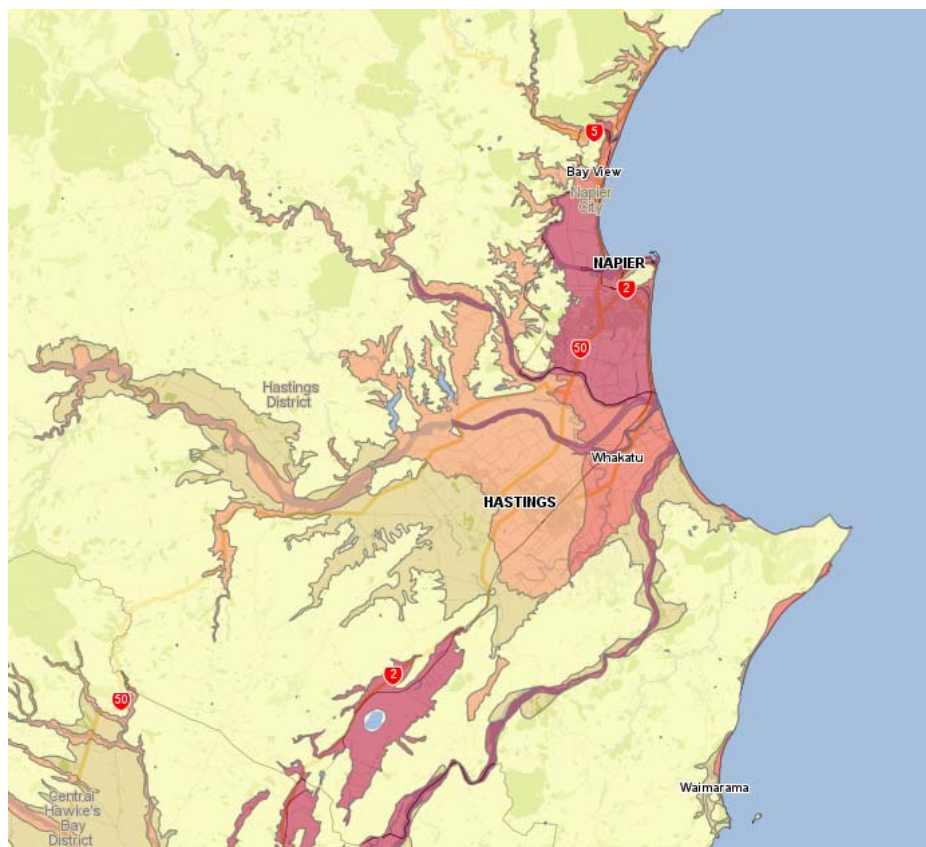 5
Bay View
Napier
City
NAPIER
2
50
Hastings
District
Whakatu
HASTINGS
2
50
Waimarama
Central
Hawke's
Bay
District